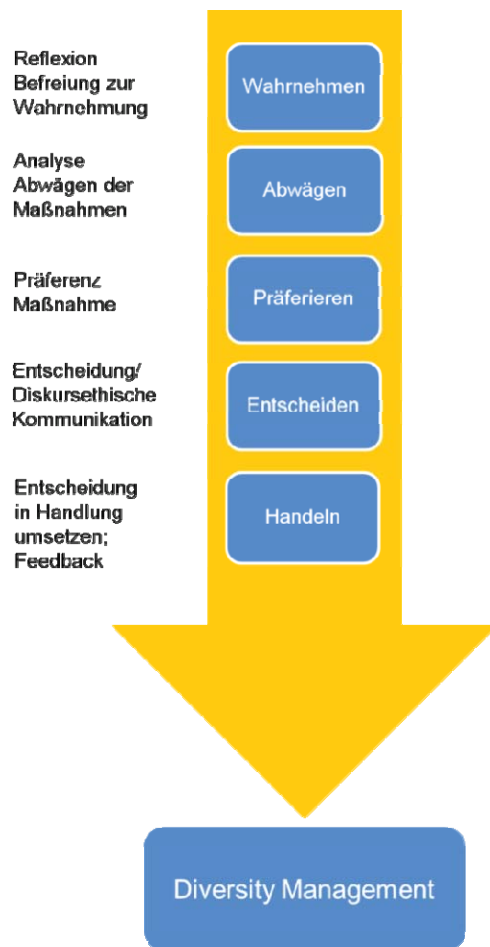 Reflexion
Befreiung zur
Wahrnehmung
Wahrnehmen
Analyse
Abwägen der
Maßnahmen
Abwägen
Präferenz
Maßnahme
Präferieren
Entscheidung/
Diskursethische
Kommunikation
Entscheiden
Entscheidung
in Handlung
umsetzen;
Feedback
Handeln
Diversity Management